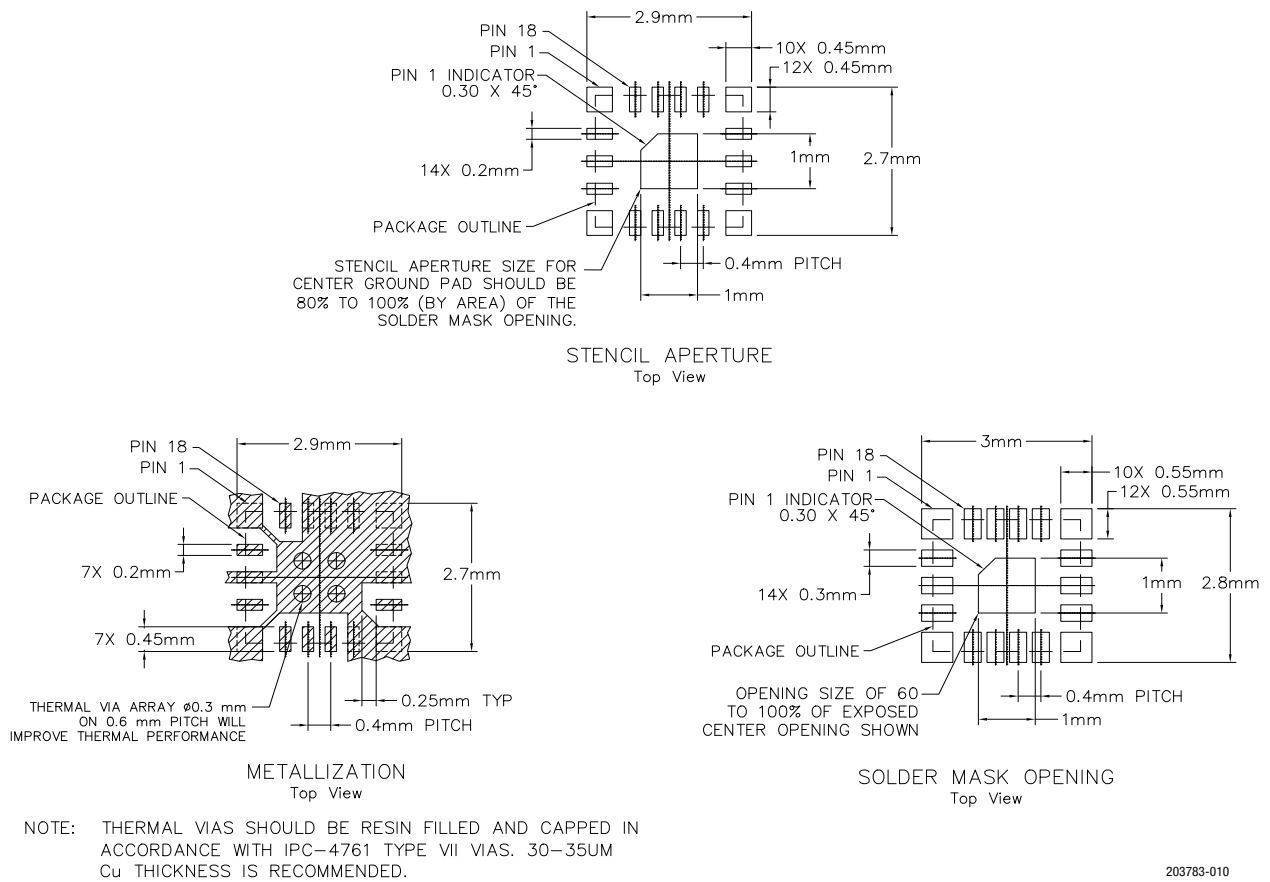 2.9mm
PIN 18
PIN 1
PIN 1 INDICATOR
0.30 X 45°
10X 0.45mm
12X 0.45mm
14X 0.2mm
1mm
2.7mm
PACKAGE OUTLINE
STENCIL APERTURE SIZE FOR
CENTER GROUND PAD SHOULD BE
80% TO 100% (BY AREA) OF THE
SOLDER MASK OPENING.
0.4mm PITCH
1mm
STENCIL APERTURE
Top View
2.9mm
PIN 18
PIN 1
PACKAGE OUTLINE
7X 0.2mm
2.7mm
7X 0.45mm
THERMAL VIA ARRAY ø0.3 mm
ON 0.6 mm PITCH WILL
IMPROVE THERMAL PERFORMANCE
0.25mm TYP
0.4mm PITCH
METALLIZATION
Top View
3mm
PIN 18
PIN 1
PIN 1 INDICATOR
0.30 X 45°
10X 0.55mm
12X 0.55mm
14X 0.3mm
1mm
2.8mm
PACKAGE OUTLINE
OPENING SIZE OF 60
TO 100% OF EXPOSED
CENTER OPENING SHOWN
0.4mm PITCH
1mm
SOLDER MASK OPENING
Top View
NOTE: THERMAL VIAS SHOULD BE RESIN FILLED AND CAPPED IN
ACCORDANCE WITH IPC-4761 TYPE VII VIAS. 30-35UM
Cu THICKNESS IS RECOMMENDED.
203783-010